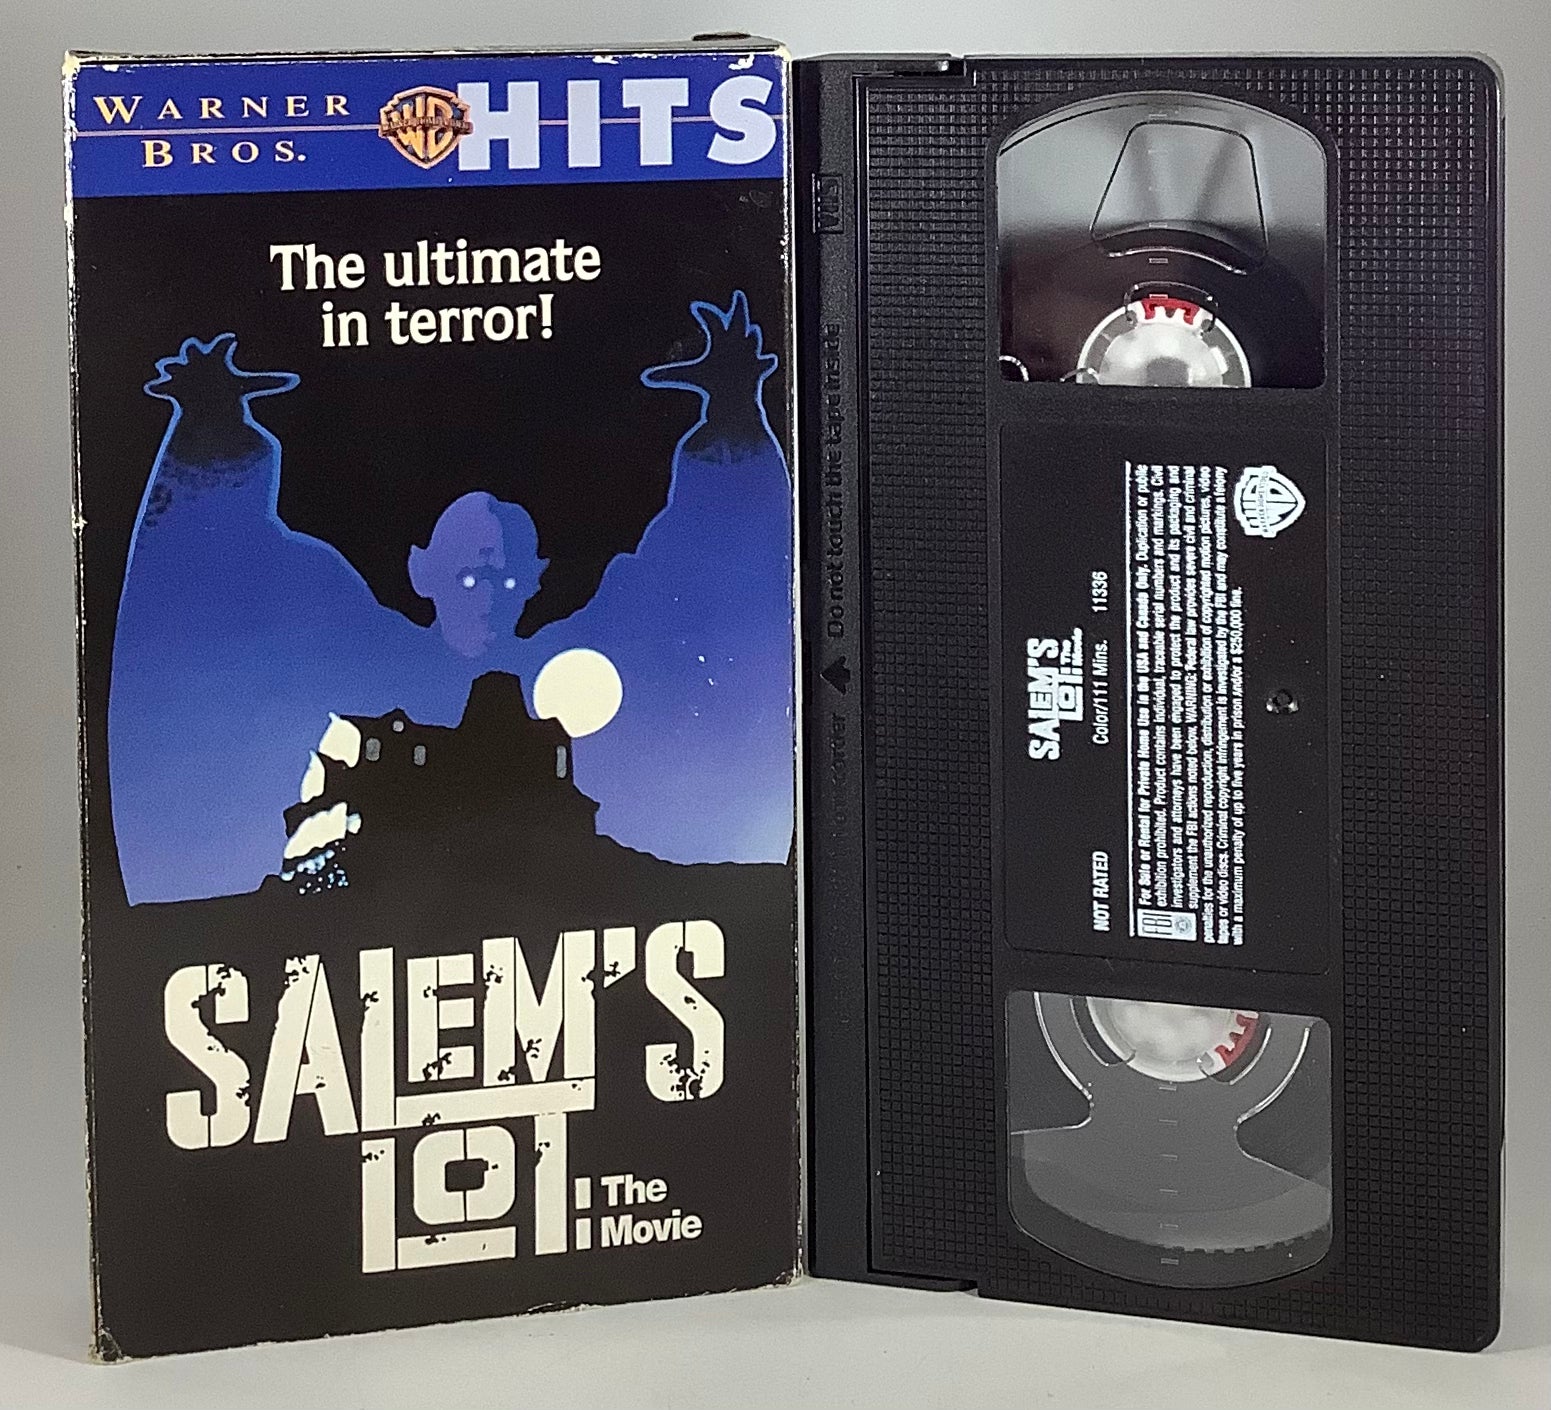 WARNER
BROS.
WB
HITS
The ultimate
in terror!
SALEM'S
LOT:
The
Movie
VHS
Do not touch the tape inside
SALEM'S
LOT: The
Movie
Color/111 Mins. 11336
NOT RATED
FBI
For Sale or Rental for Private Home Use in the USA and Canada Only. Duplication or public
exhibition prohibited. Product contains individual, traceable serial numbers and markings. Civil
investigations and attorneys have been engaged to protect the product and its packaging and
supplement the FBI actions noted below. WARNING: Federal law provides severe civil and criminal
penalties for the unauthorized reproduction, distribution or exhibition of copyrighted motion pictures, video
tapes or video discs. Criminal copyright infringement is investigated by the FBI and may constitute a felony
with a maximum penalty of up to five years in prison and/or a $250,000 fine.
WB